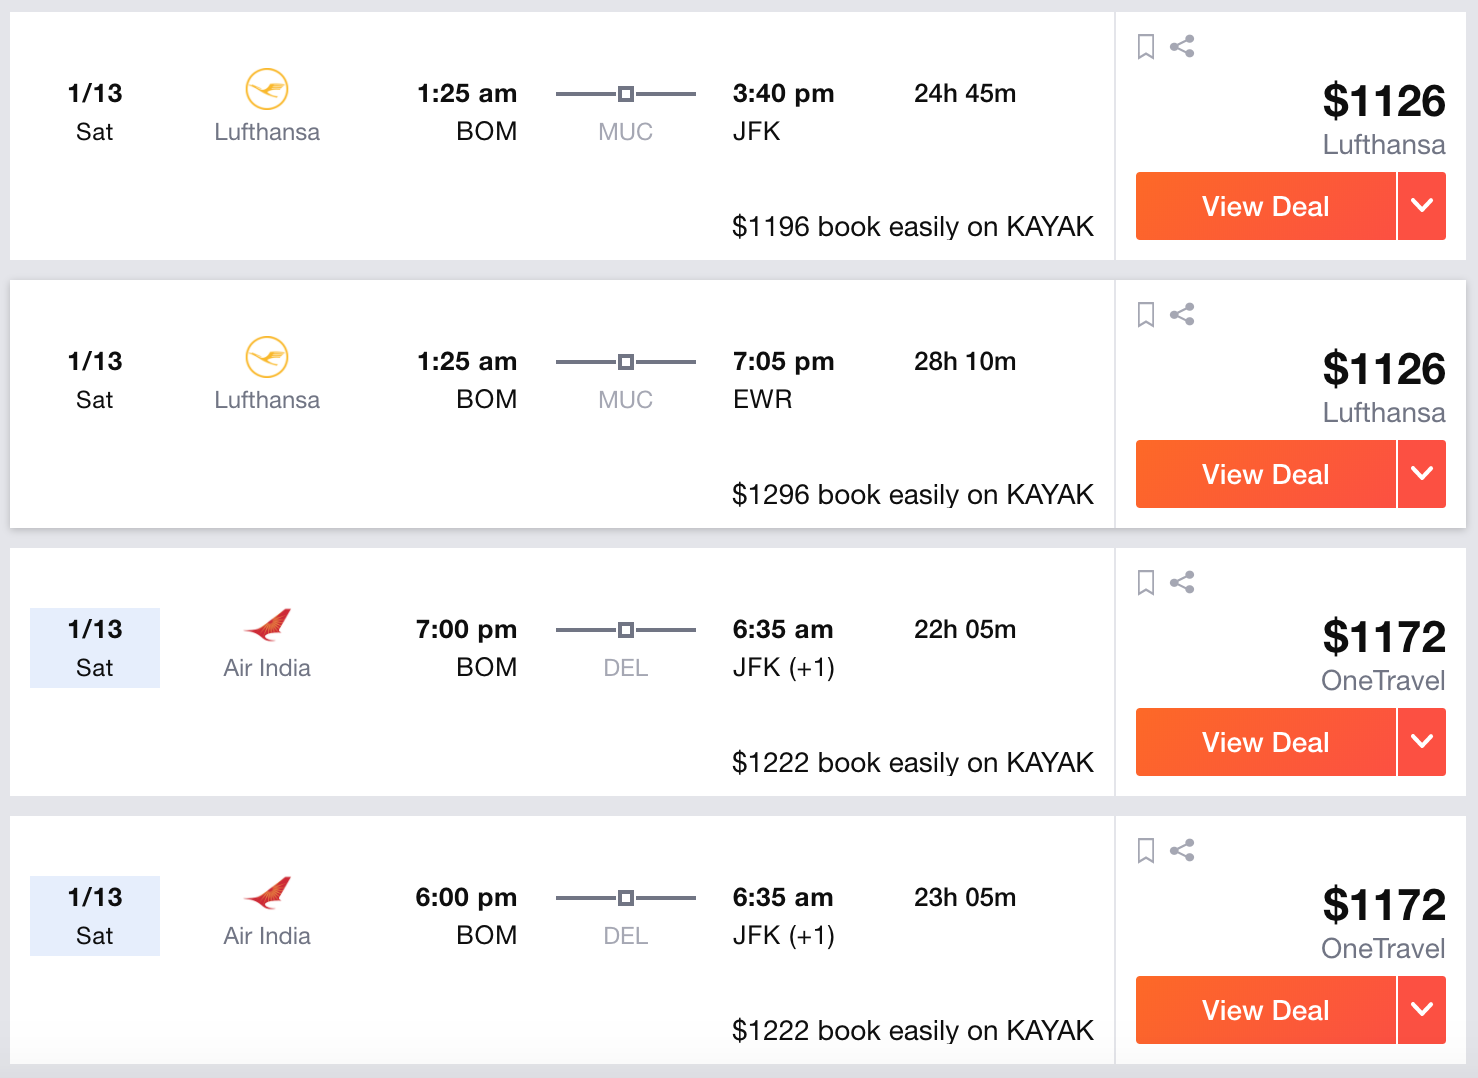 1/13 1:25 am 3:40 pm 24h 45m $1126
Sat Lufthansa BOM MUC JFK Lufthansa
View Deal
$1196 book easily on KAYAK
1/13 1:25 am 7:05 pm 28h 10m $1126
Sat Lufthansa BOM MUC EWR Lufthansa
View Deal
$1296 book easily on KAYAK
1/13 7:00 pm 6:35 am 22h 05m $1172
Sat Air India BOM DEL JFK (+1) OneTravel
View Deal
$1222 book easily on KAYAK
1/13 6:00 pm 6:35 am 23h 05m $1172
Sat Air India BOM DEL JFK (+1) OneTravel
View Deal
$1222 book easily on KAYAK